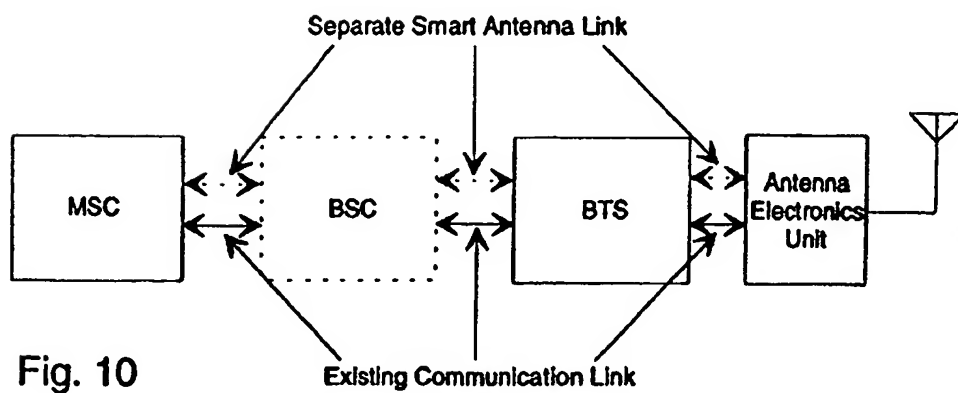 Separate Smart Antenna Link
MSC
BSC
BTS
Antenna
Electronics
Unit
Existing Communication Link
Fig. 10